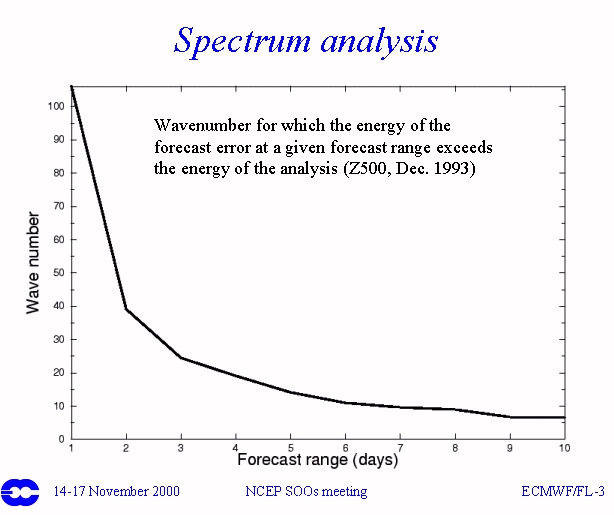 Spectrum analysis
Wavenumber for which the energy of the
forecast error at a given forecast range exceeds
the energy of the analysis (Z500, Dec. 1993)
Wave number
100
90
80
70
60
50
40
30
20
10
0
1 2 3 4 5 6 7 8 9 10
Forecast range (days)
14-17 November 2000 NCEP SOOs meeting ECMWF/FL-3